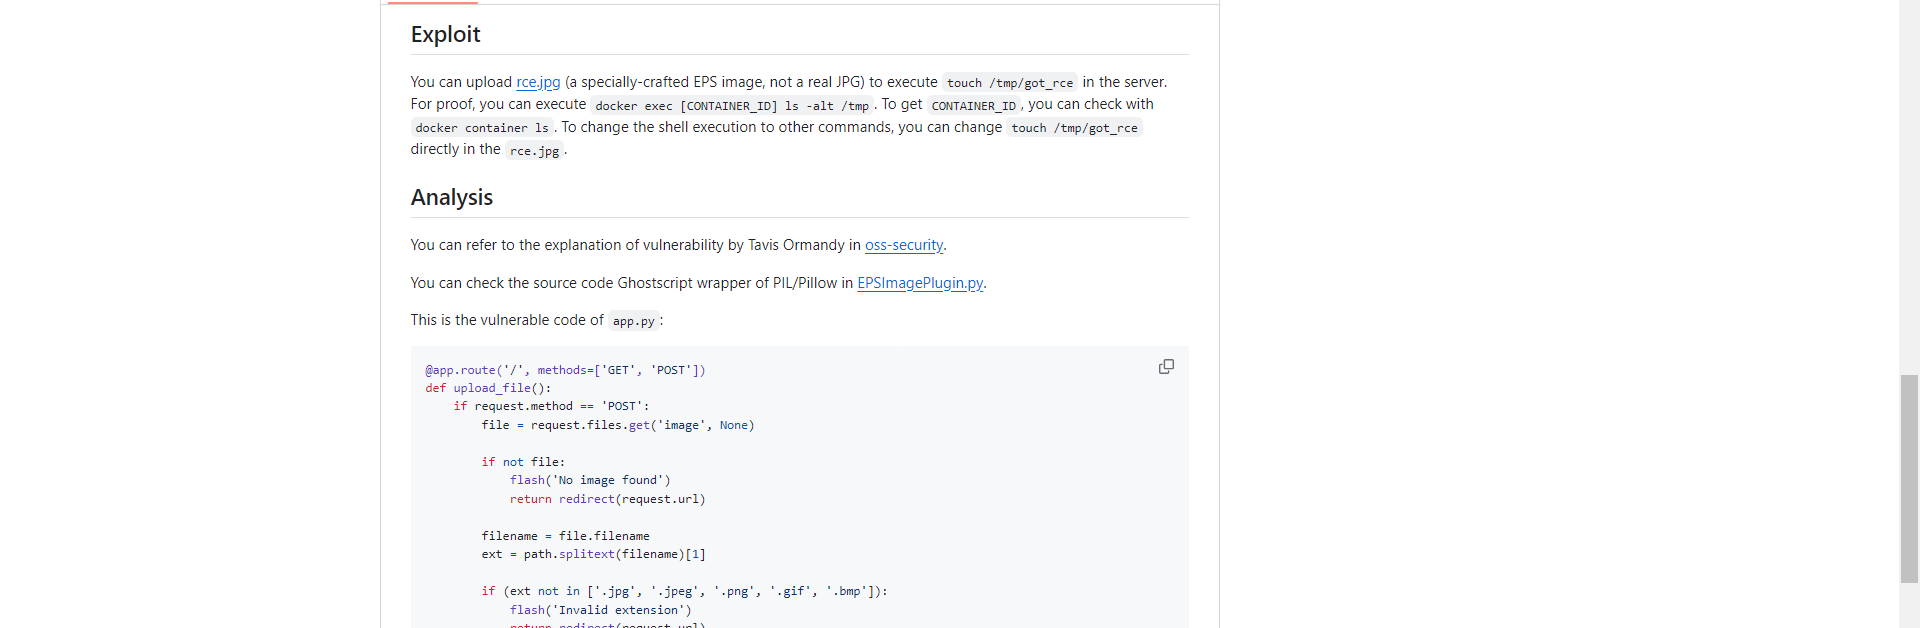 Exploit
You can upload rce.jpg (a specially-crafted EPS image, not a real JPG) to execute touch /tmp/got_rce in the server.
For proof, you can execute docker exec [CONTAINER_ID] ls -alt /tmp . To get CONTAINER_ID , you can check with
docker container ls . To change the shell execution to other commands, you can change touch /tmp/got_rce
directly in the rce.jpg .
Analysis
You can refer to the explanation of vulnerability by Tavis Ormandy in oss-security.
You can check the source code Ghostscript wrapper of PIL/Pillow in EPSImagePlugin.py.
This is the vulnerable code of app.py :
@app.route('/', methods=['GET', 'POST'])
def upload_file():
    if request.method == 'POST':
        file = request.files.get('image', None)
        if not file:
            flash('No image found')
            return redirect(request.url)
        filename = file.filename
        ext = path.splitext(filename)[1]
        if (ext not in ['.jpg', '.jpeg', '.png', '.gif', '.bmp']):
            flash('Invalid extension')
            return redirect(request.url)